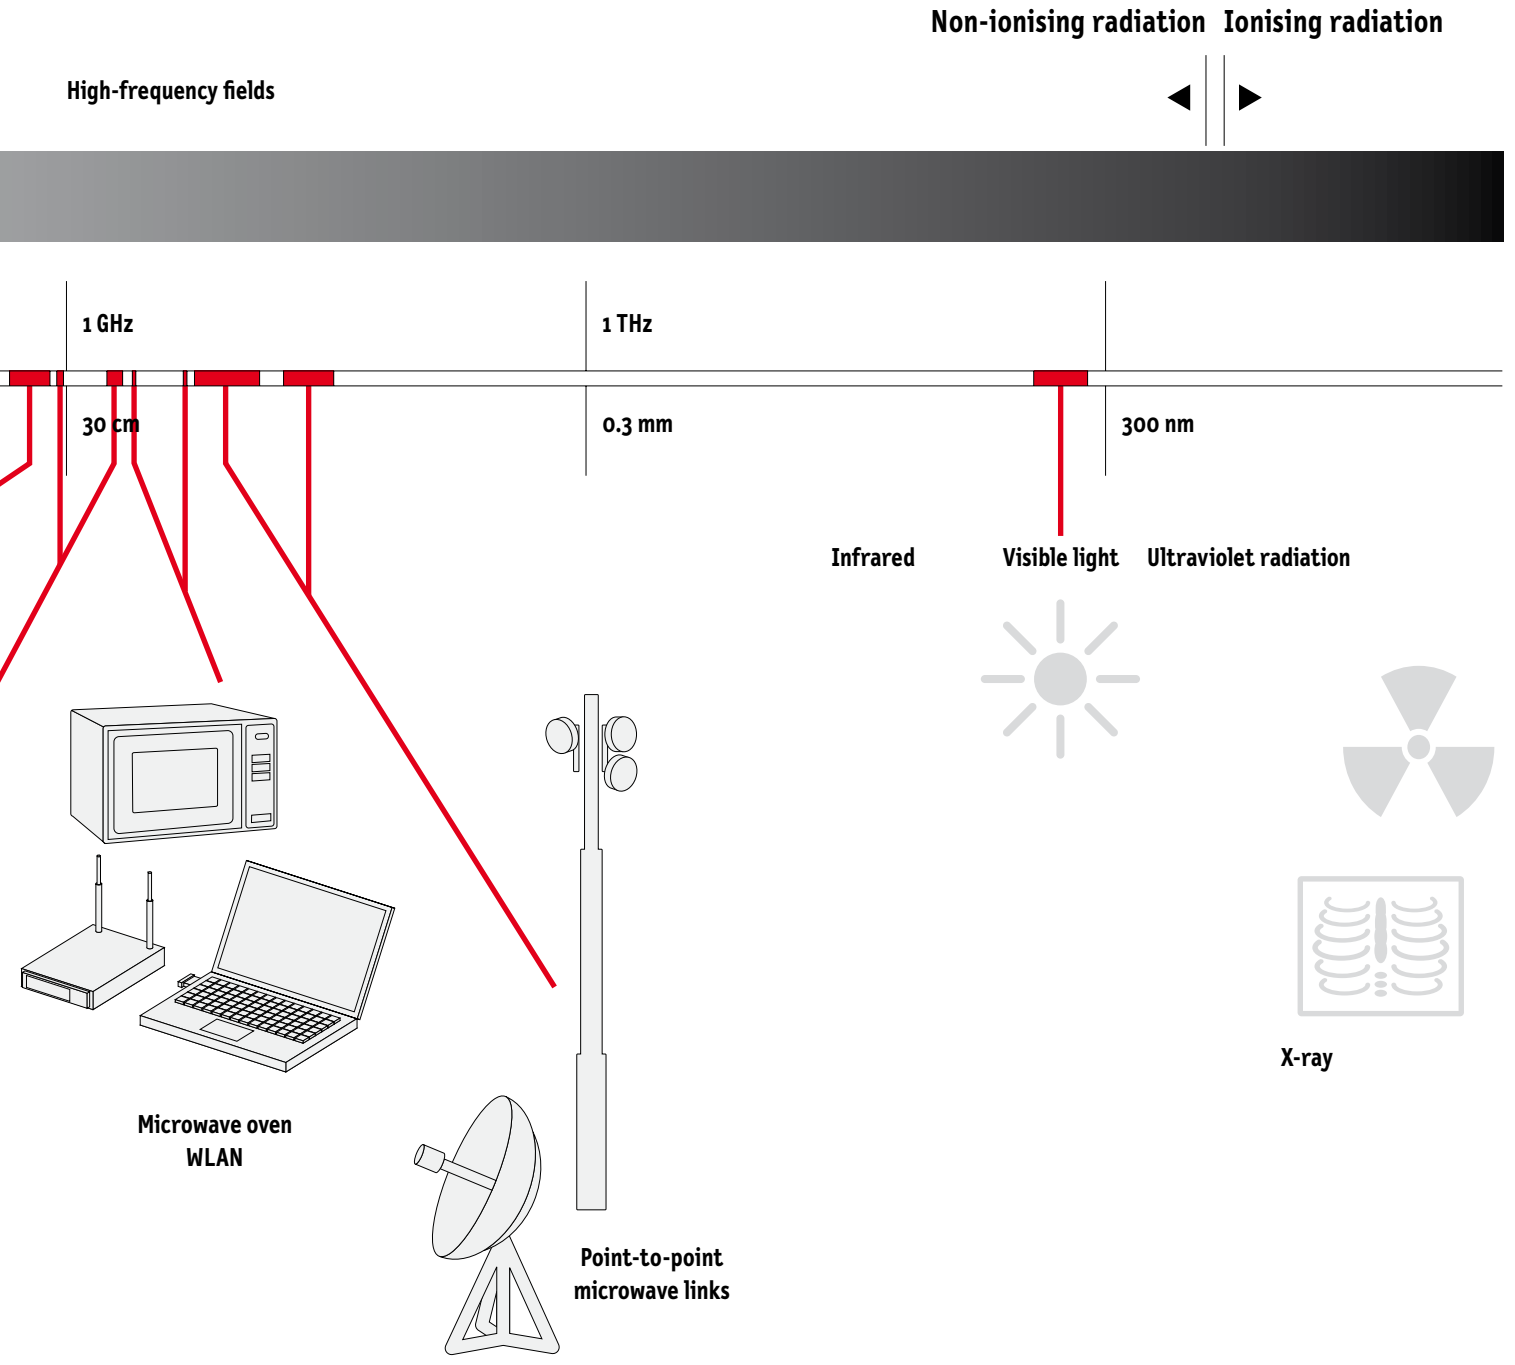 Non-ionising radiation Ionising radiation
High-frequency fields
1 GHz
1 THz
30 cm
0.3 mm
300 nm
Infrared
Visible light
Ultraviolet radiation
X-ray
Microwave oven
WLAN
Point-to-point
microwave links